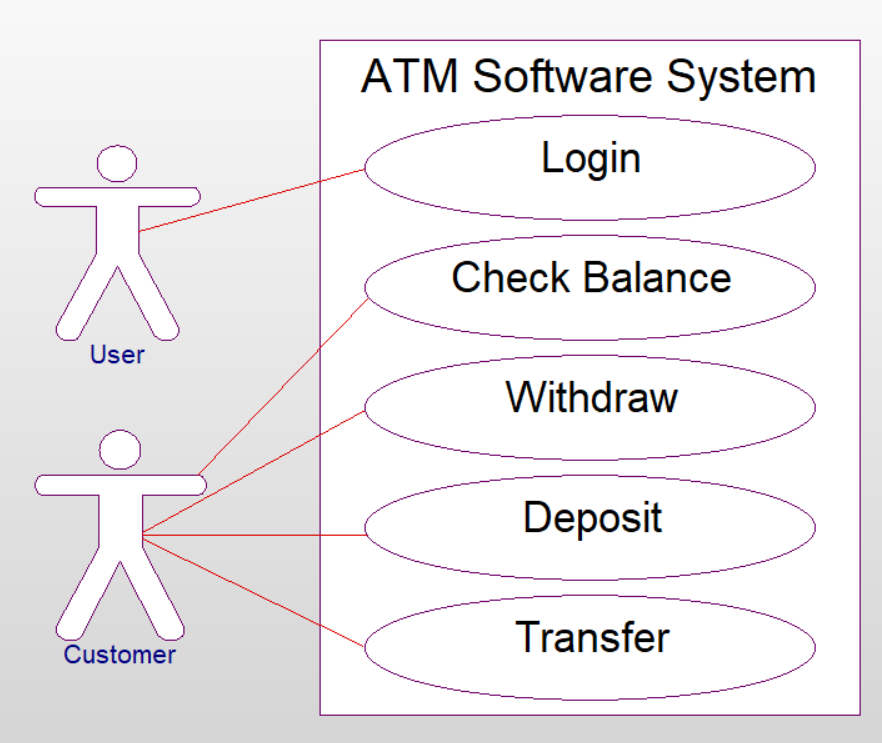 ATM Software System
Login
Check Balance
User
Withdraw
Deposit
Transfer
Customer